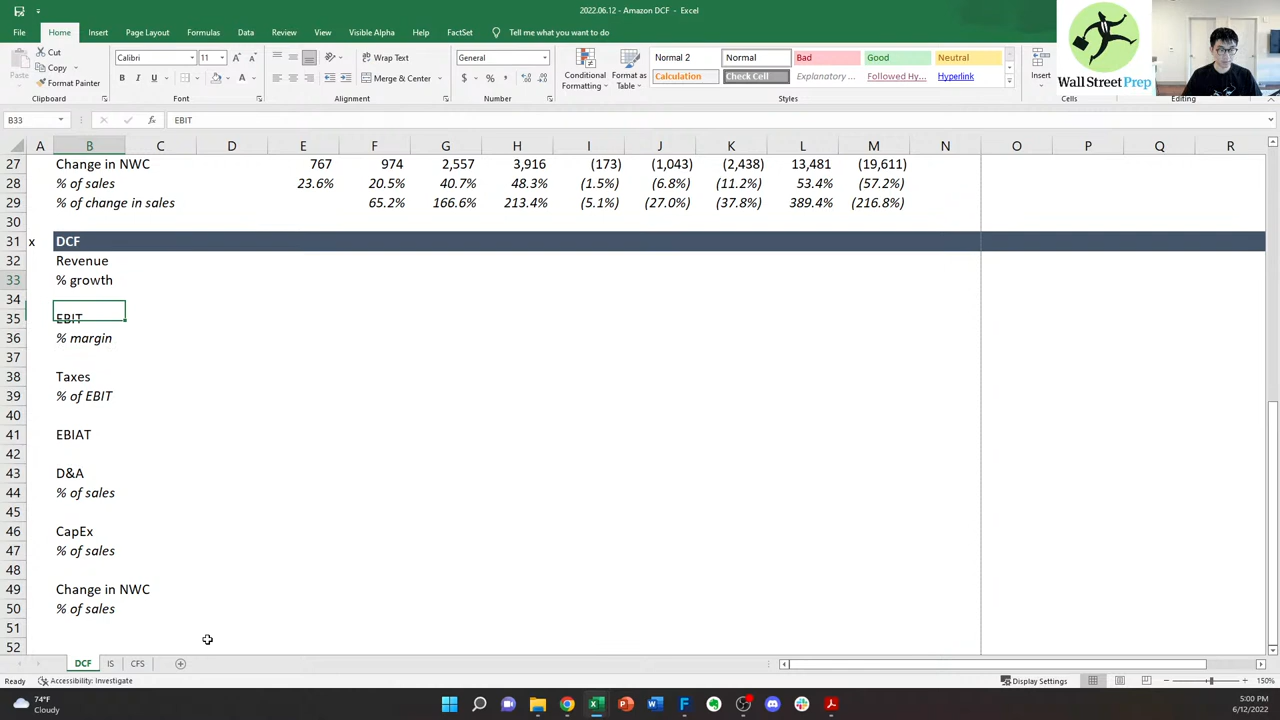 2022.06.12 - Amazon DCF - Excel
File Home Insert Page Layout Formulas Data Review View Visible Alpha Help FactSet Tell me what you want to do
Cut
Copy
Format Painter
Paste
Clipboard
Calibri 11
B I U
Font
Wrap Text
Merge & Center
Alignment
General
$ % ,
Number
Conditional Formatting
Format as Table
Normal 2 Normal Bad Good Neutral
Calculation Check Cell Explanatory ... Followed Hy... Hyperlink
Styles
Insert
Cells
Editing
Wall Street Prep
B33 fx EBIT
A B C D E F G H I J K L M N O P Q R
27 Change in NWC 767 974 2,557 3,916 (173) (1,043) (2,438) 13,481 (19,611)
28 % of sales 23.6% 20.5% 40.7% 48.3% (1.5%) (6.8%) (11.2%) 53.4% (57.2%)
29 % of change in sales 65.2% 166.6% 213.4% (5.1%) (27.0%) (37.8%) 389.4% (216.8%)
30
31 x DCF
32 Revenue
33 % growth
34
35 EBIT
36 % margin
37
38 Taxes
39 % of EBIT
40
41 EBIAT
42
43 D&A
44 % of sales
45
46 CapEx
47 % of sales
48
49 Change in NWC
50 % of sales
51
52
DCF IS CFS
Ready Accessibility: Investigate Display Settings 150%
74°F
Cloudy
5:00 PM
6/12/2022